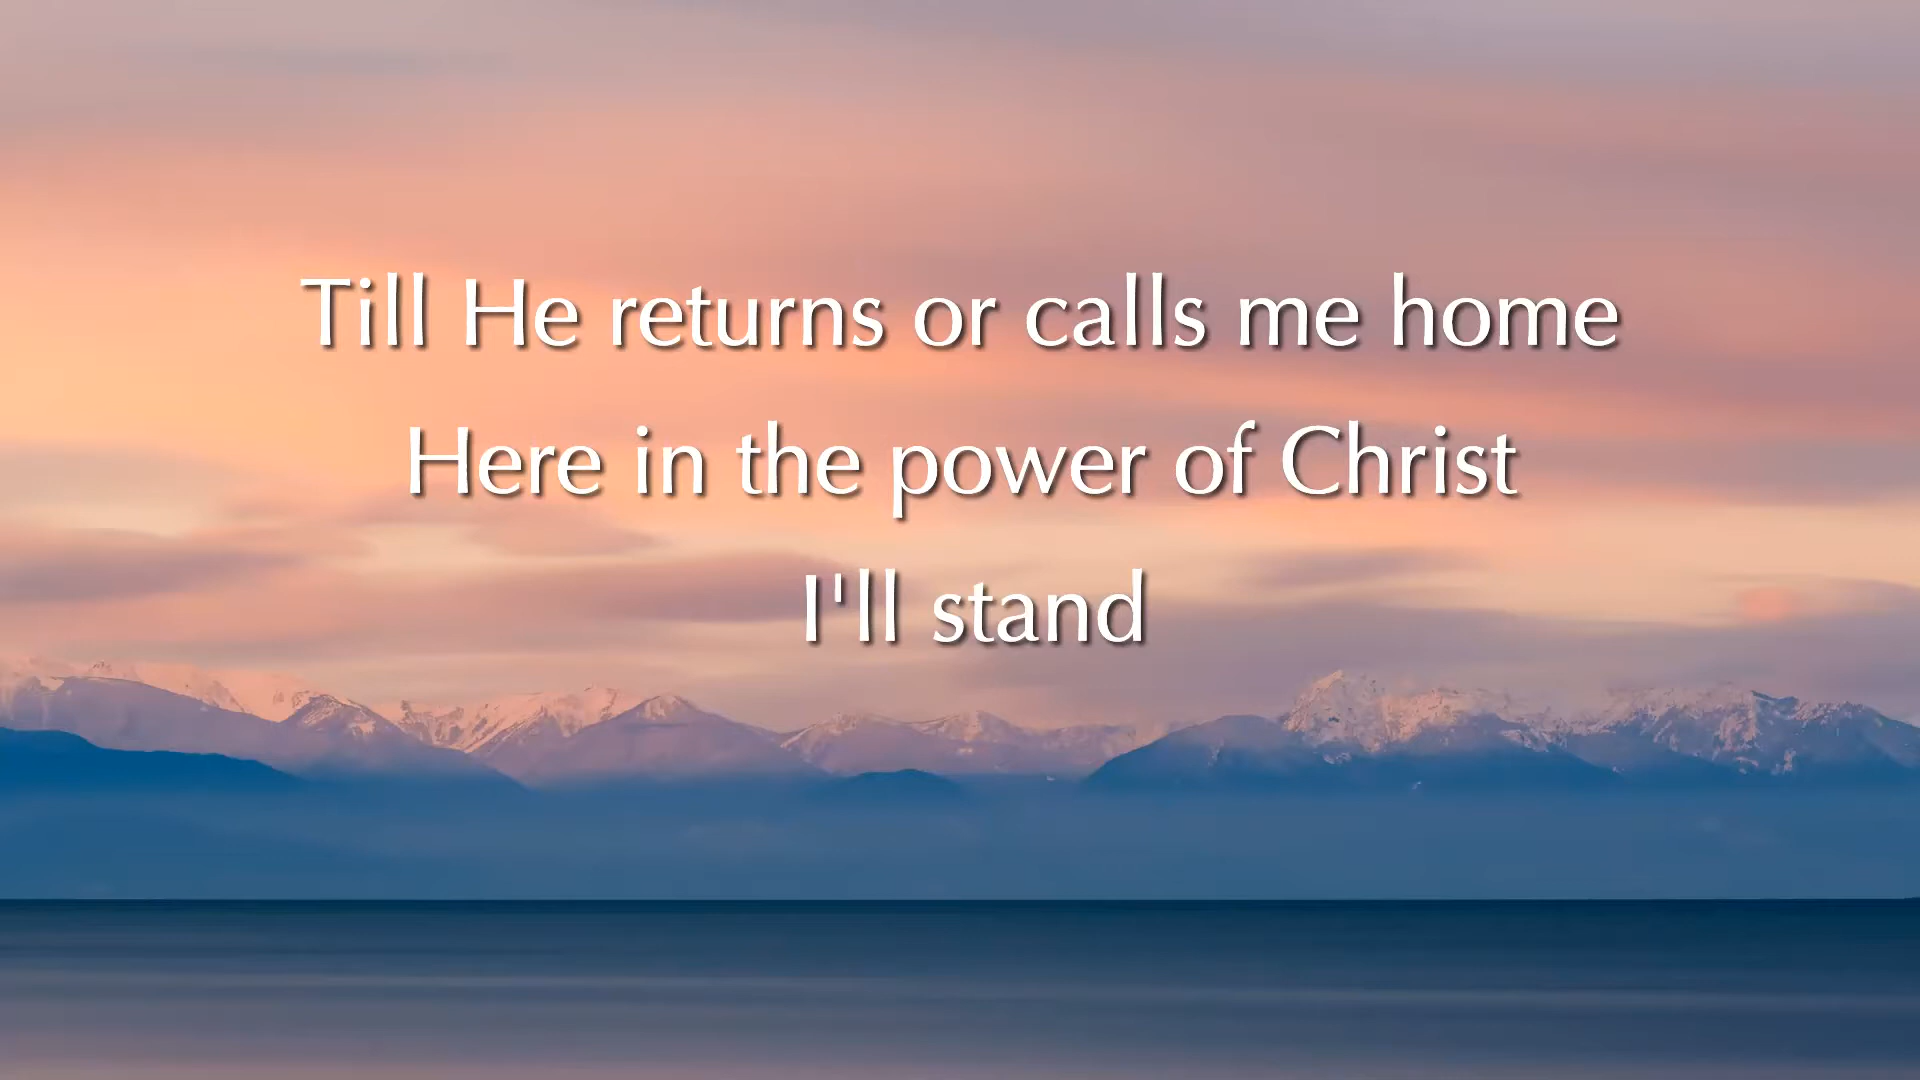 Till He returns or calls me home
Here in the power of Christ
I'll stand